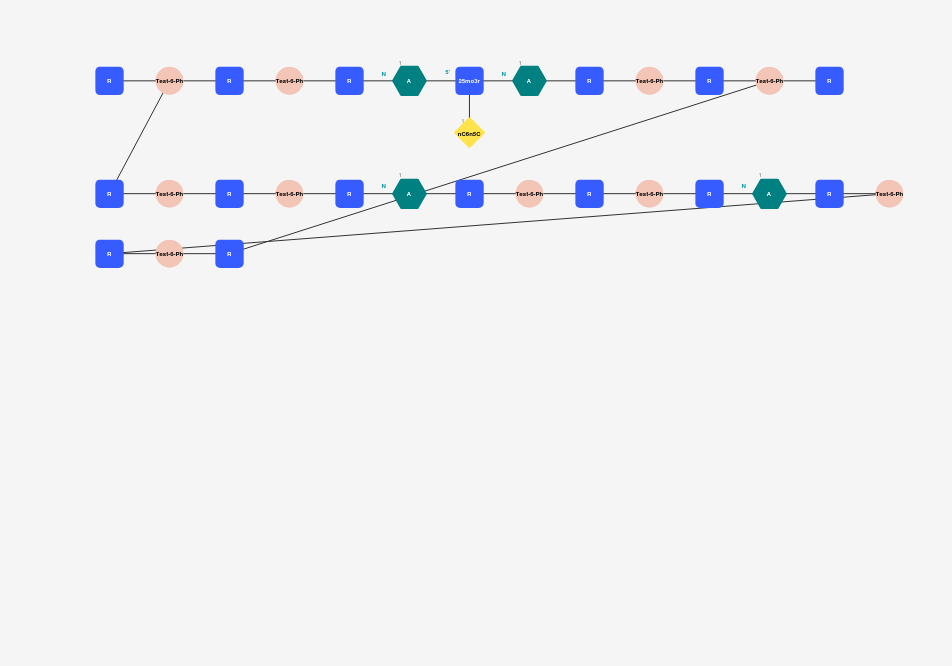 R Test-6-Ph R Test-6-Ph R N 1 A 5' 25mo3r N 1 A R Test-6-Ph R Test-6-Ph R
1 nC6n5C
R Test-6-Ph R Test-6-Ph R N 1 A R Test-6-Ph R Test-6-Ph R N 1 A R Test-6-Ph
R Test-6-Ph R